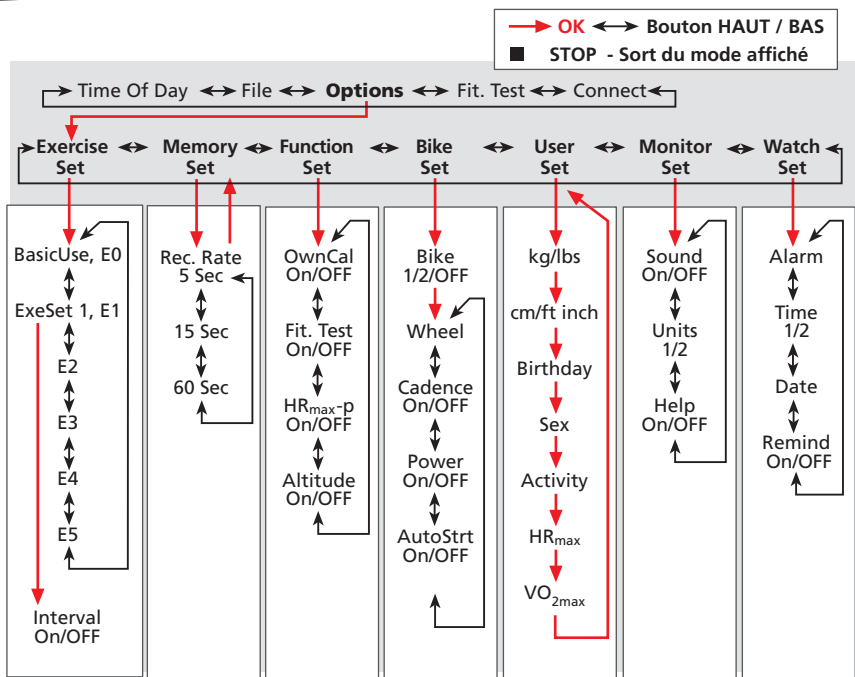 OK Bouton HAUT / BAS
STOP - Sort du mode affiché
Time Of Day File Options Fit. Test Connect
Exercise Set
Memory Set
Function Set
Bike Set
User Set
Monitor Set
Watch Set
BasicUse, E0
ExeSet 1, E1
E2
E3
E4
E5
Interval
On/OFF
Rec. Rate
5 Sec
15 Sec
60 Sec
OwnCal
On/OFF
Fit. Test
On/OFF
HRmax-p
On/OFF
Altitude
On/OFF
Bike
1/2/OFF
Wheel
Cadence
On/OFF
Power
On/OFF
AutoStrt
On/OFF
kg/lbs
cm/ft inch
Birthday
Sex
Activity
HRmax
VO2max
Sound
On/OFF
Units
1/2
Help
On/OFF
Alarm
Time
1/2
Date
Remind
On/OFF